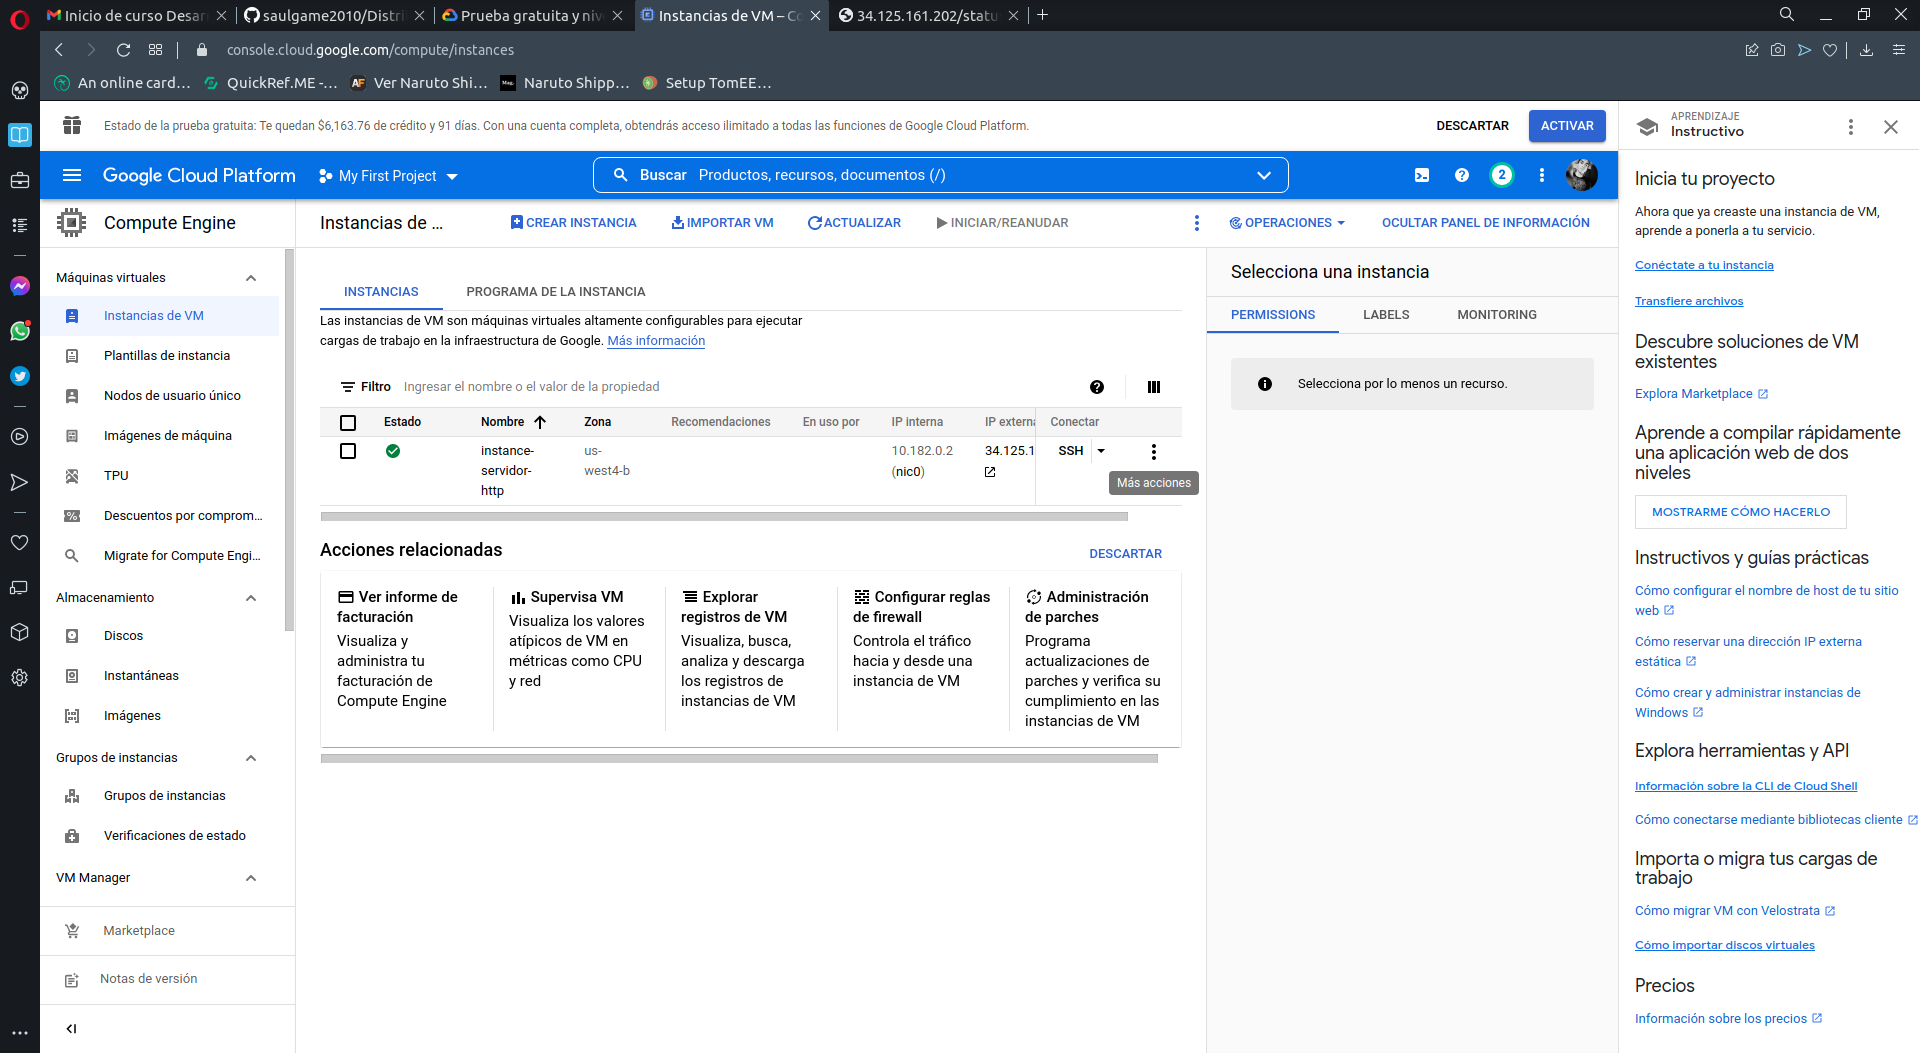 Inicio de curso Desar
saulgame2010/Distri
Prueba gratuita y niv
Instancias de VM – Co
34.125.161.202/statu
console.cloud.google.com/compute/instances
An online card...
QuickRef.ME -...
AF
Ver Naruto Shi...
Naruto Shipp...
Setup TomEE...
Estado de la prueba gratuita: Te quedan $6,163.76 de crédito y 91 días. Con una cuenta completa, obtendrás acceso ilimitado a todas las funciones de Google Cloud Platform.
DESCARTAR
ACTIVAR
Google Cloud Platform
My First Project
Buscar Productos, recursos, documentos (/)
2
Compute Engine
Máquinas virtuales
Instancias de VM
Plantillas de instancia
Nodos de usuario único
Imágenes de máquina
TPU
Descuentos por comprom...
Migrate for Compute Engi...
Almacenamiento
Discos
Instantáneas
Imágenes
Grupos de instancias
Grupos de instancias
Verificaciones de estado
VM Manager
Marketplace
Notas de versión
Instancias de ...
CREAR INSTANCIA
IMPORTAR VM
ACTUALIZAR
INICIAR/REANUDAR
OPERACIONES
OCULTAR PANEL DE INFORMACIÓN
INSTANCIAS
PROGRAMA DE LA INSTANCIA
Las instancias de VM son máquinas virtuales altamente configurables para ejecutar
cargas de trabajo en la infraestructura de Google. Más información
Filtro Ingresar el nombre o el valor de la propiedad
Estado
Nombre
Zona
Recomendaciones
En uso por
IP interna
IP externa
Conectar
instance-
servidor-
http
us-
west4-b
10.182.0.2
(nic0)
34.125.1
SSH
Más acciones
Acciones relacionadas
DESCARTAR
Ver informe de
facturación
Visualiza y
administra tu
facturación de
Compute Engine
Supervisa VM
Visualiza los valores
atípicos de VM en
métricas como CPU
y red
Explorar
registros de VM
Visualiza, busca,
analiza y descarga
los registros de
instancias de VM
Configurar reglas
de firewall
Controla el tráfico
hacia y desde una
instancia de VM
Administración
de parches
Programa
actualizaciones de
parches y verifica su
cumplimiento en las
instancias de VM
Selecciona una instancia
PERMISSIONS
LABELS
MONITORING
Selecciona por lo menos un recurso.
APRENDIZAJE
Instructivo
Inicia tu proyecto
Ahora que ya creaste una instancia de VM,
aprende a ponerla a tu servicio.
Conéctate a tu instancia
Transfiere archivos
Descubre soluciones de VM
existentes
Explora Marketplace
Aprende a compilar rápidamente
una aplicación web de dos
niveles
MOSTRARME CÓMO HACERLO
Instructivos y guías prácticas
Cómo configurar el nombre de host de tu sitio
web
Cómo reservar una dirección IP externa
estática
Cómo crear y administrar instancias de
Windows
Explora herramientas y API
Información sobre la CLI de Cloud Shell
Cómo conectarse mediante bibliotecas cliente
Importa o migra tus cargas de
trabajo
Cómo migrar VM con Velostrata
Cómo importar discos virtuales
Precios
Información sobre los precios